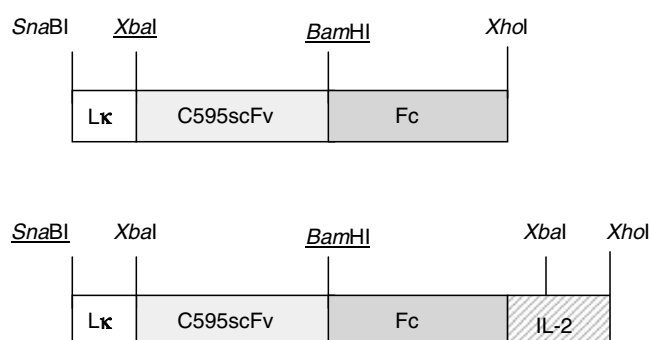 SnaBI XbaI BamHI XhoI
Lκ C595scFv Fc
SnaBI XbaI BamHI XbaI XhoI
Lκ C595scFv Fc IL-2